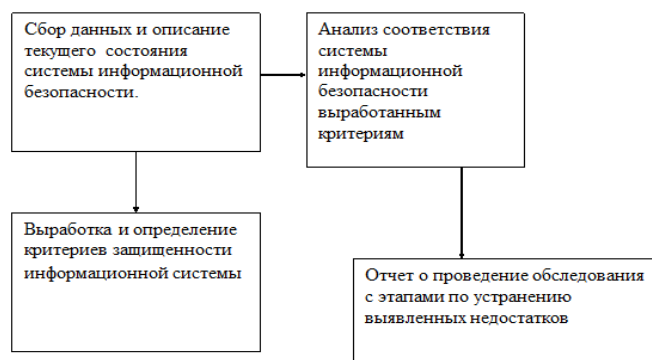 Сбор данных и описание
текущего состояния
системы информационной
безопасности.
Анализ соответствия
системы
информационной
безопасности
выработанным
критериям
Выработка и определение
критериев защищенности
информационной системы
Отчет о проведение обследования
с этапами по устранению
выявленных недостатков